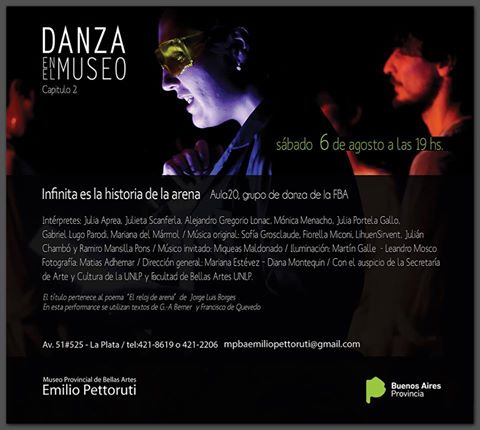 DANZA
EN EL MUSEO
Capitulo 2
sábado 6 de agosto a las 19 hs.
Infinita es la historia de la arena Aula20, grupo de danza de la FBA
Intérpretes: Julia Aprea, Julieta Scanferla, Alejandro Gregorio Lonac, Mónica Menacho, Julia Portela Gallo,
Gabriel Lugo Parodi, Mariana del Mármol, / Música original: Sofía Grosclaude, Fiorella Miconi, LihuenSirvent, Julián
Chambó y Ramiro Mansilla Pons / Músico invitado: Miqueas Maldonado / Iluminación: Martín Galle - Leandro Mosco
Fotografía: Matias Adhemar / Dirección general: Mariana Estévez - Diana Montequin / Con el auspicio de la Secretaría
de Arte y Cultura de la UNLP y facultad de Bellas Artes UNLP.
El título pertenece al poema "El reloj de arena" de Jorge Luis Borges
En esta performance se utilizan textos de G.-A Berner y Francisco de Quevedo
Av. 51#525 - La Plata / tel:421-8619 o 421-2206 mpbaemiliopettoruti@gmail.com
Museo Provincial de Bellas Artes
Emilio Pettoruti
Buenos Aires
Provincia